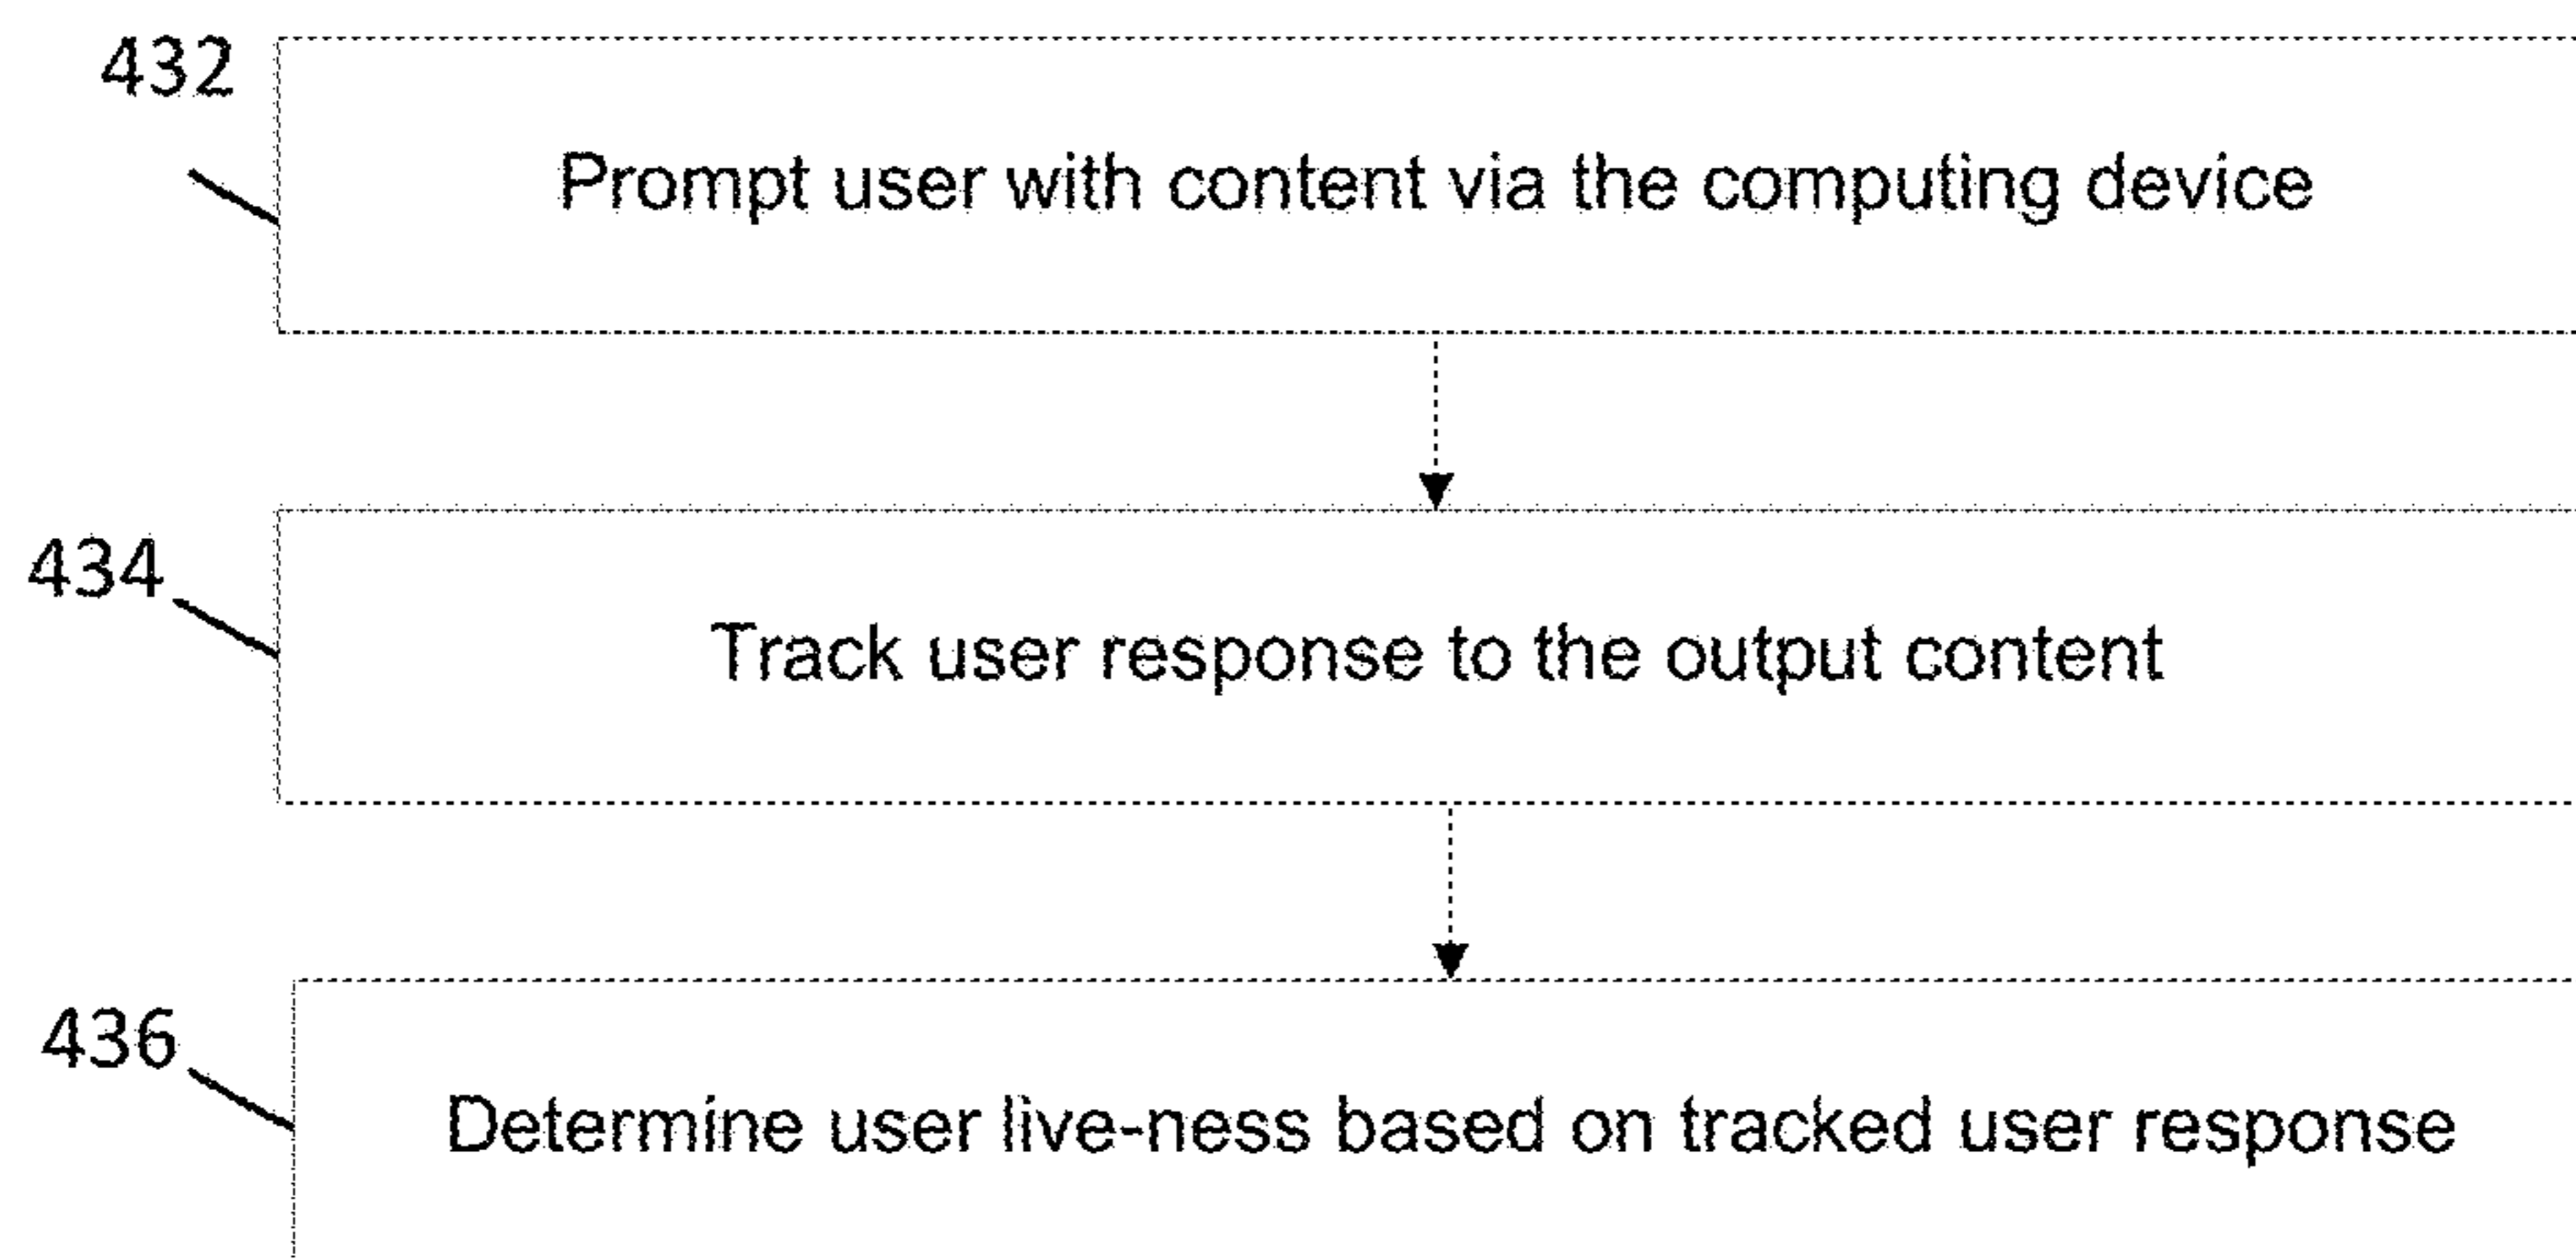 432
Prompt user with content via the computing device
434
Track user response to the output content
436
Determine user live-ness based on tracked user response